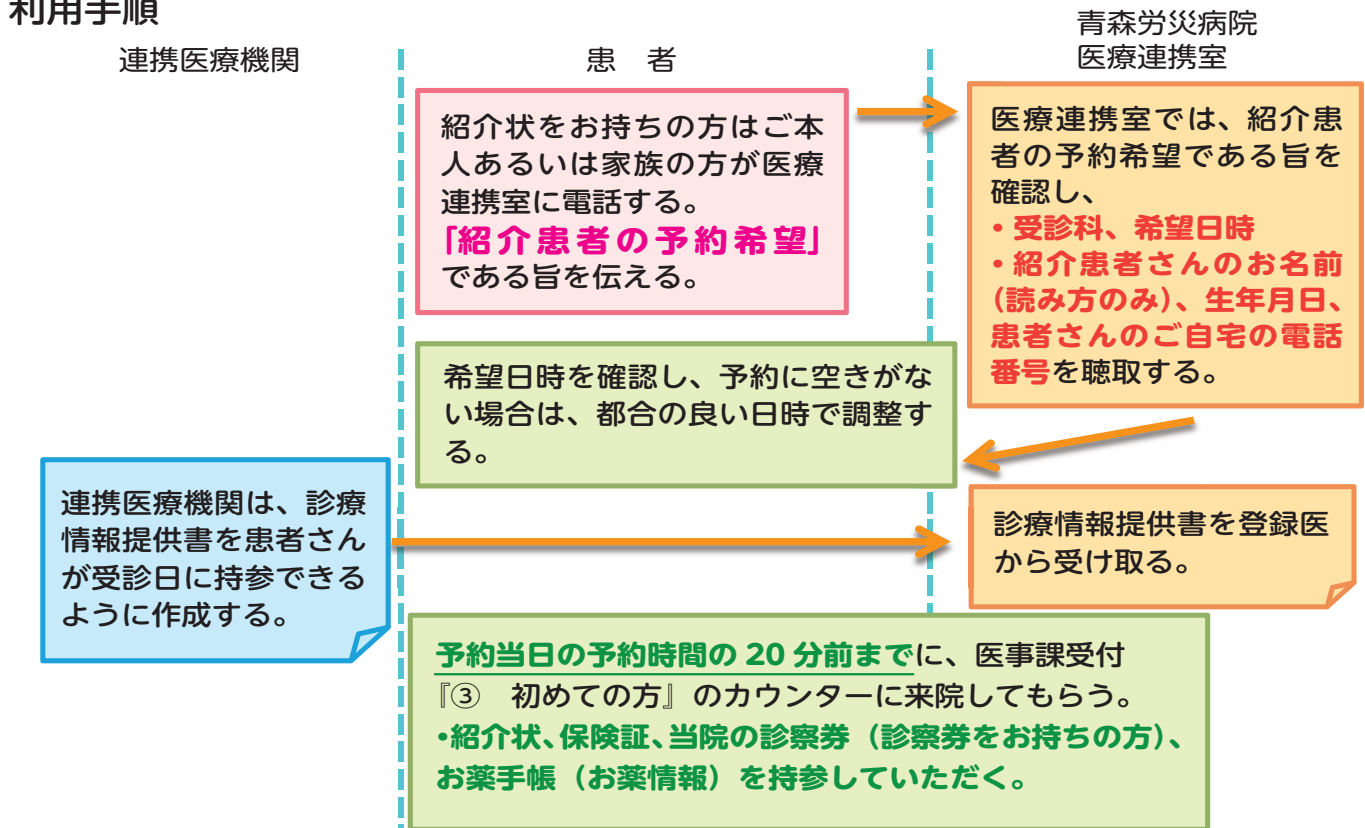 利用手順
連携医療機関
患　者
青森労災病院
医療連携室
紹介状をお持ちの方はご本
人あるいは家族の方が医療
連携室に電話する。
「紹介患者の予約希望」
である旨を伝える。
医療連携室では、紹介患
者の予約希望である旨を
確認し、
・受診科、希望日時
・紹介患者さんのお名前
（読み方のみ）、生年月日、
患者さんのご自宅の電話
番号を聴取する。
希望日時を確認し、予約に空きがな
い場合は、都合の良い日時で調整す
る。
連携医療機関は、診療
情報提供書を患者さん
が受診日に持参できる
ように作成する。
診療情報提供書を登録医
から受け取る。
予約当日の予約時間の 20 分前までに、医事課受付
『③　初めての方』のカウンターに来院してもらう。
・紹介状、保険証、当院の診察券（診察券をお持ちの方）、
お薬手帳（お薬情報）を持参していただく。